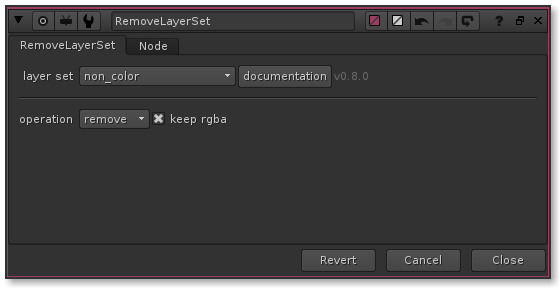 RemoveLayerSet
?
RemoveLayerSet Node
layer set non_color documentation v0.8.0
operation remove keep rgba
Revert Cancel Close